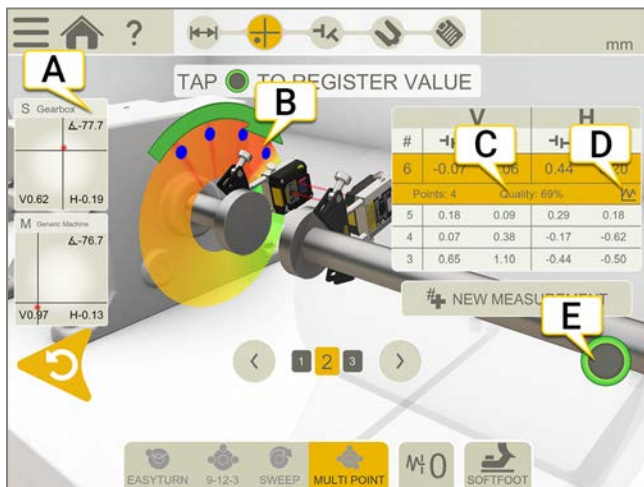 ?
mm
TAP TO REGISTER VALUE
A
S Gearbox
-77.7
V0.62 H-0.19
M Generic Machine
-76.7
V0.97 H-0.13
B
V H
#
C
D
6 -0.07 .06 0.44 20
Points: 4 Quality: 69%
5 0.18 0.09 0.29 0.18
4 0.07 0.38 -0.17 -0.62
3 0.65 1.10 -0.44 -0.50
# NEW MEASUREMENT
E
1 2 3
EASYTURN 9-12-3 SWEEP MULTI POINT
0
SOFTFOOT